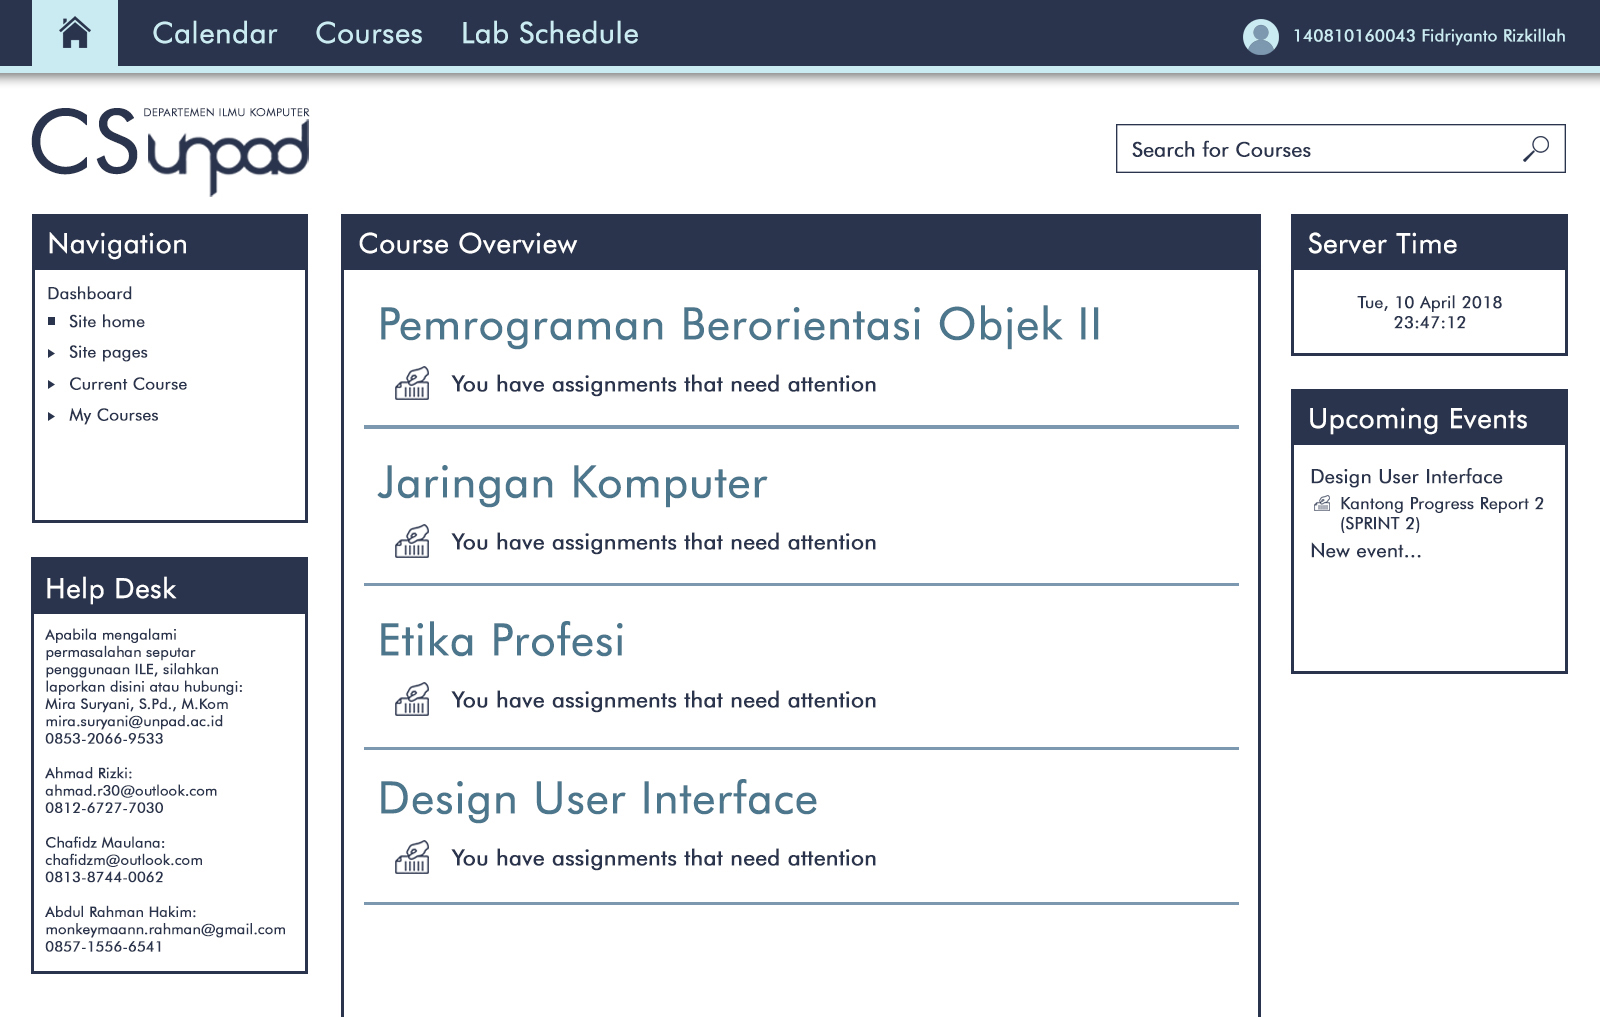 Calendar Courses Lab Schedule
140810160043 Fidriyanto Rizkillah
CS DEPARTEMEN ILMU KOMPUTER
unpad
Search for Courses
Navigation
Dashboard
Site home
Site pages
Current Course
My Courses
Help Desk
Apabila mengalami
permasalahan seputar
penggunaan ILE, silahkan
laporkan disini atau hubungi:
Mira Suryani, S.Pd., M.Kom
mira.suryani@unpad.ac.id
0853-2066-9533
Ahmad Rizki:
ahmad.r30@outlook.com
0812-6727-7030
Chafidz Maulana:
chafidzm@outlook.com
0813-8744-0062
Abdul Rahman Hakim:
monkeymaann.rahman@gmail.com
0857-1556-6541
Course Overview
Pemrograman Berorientasi Objek II
You have assignments that need attention
Jaringan Komputer
You have assignments that need attention
Etika Profesi
You have assignments that need attention
Design User Interface
You have assignments that need attention
Server Time
Tue, 10 April 2018
23:47:12
Upcoming Events
Design User Interface
Kantong Progress Report 2
(SPRINT 2)
New event...